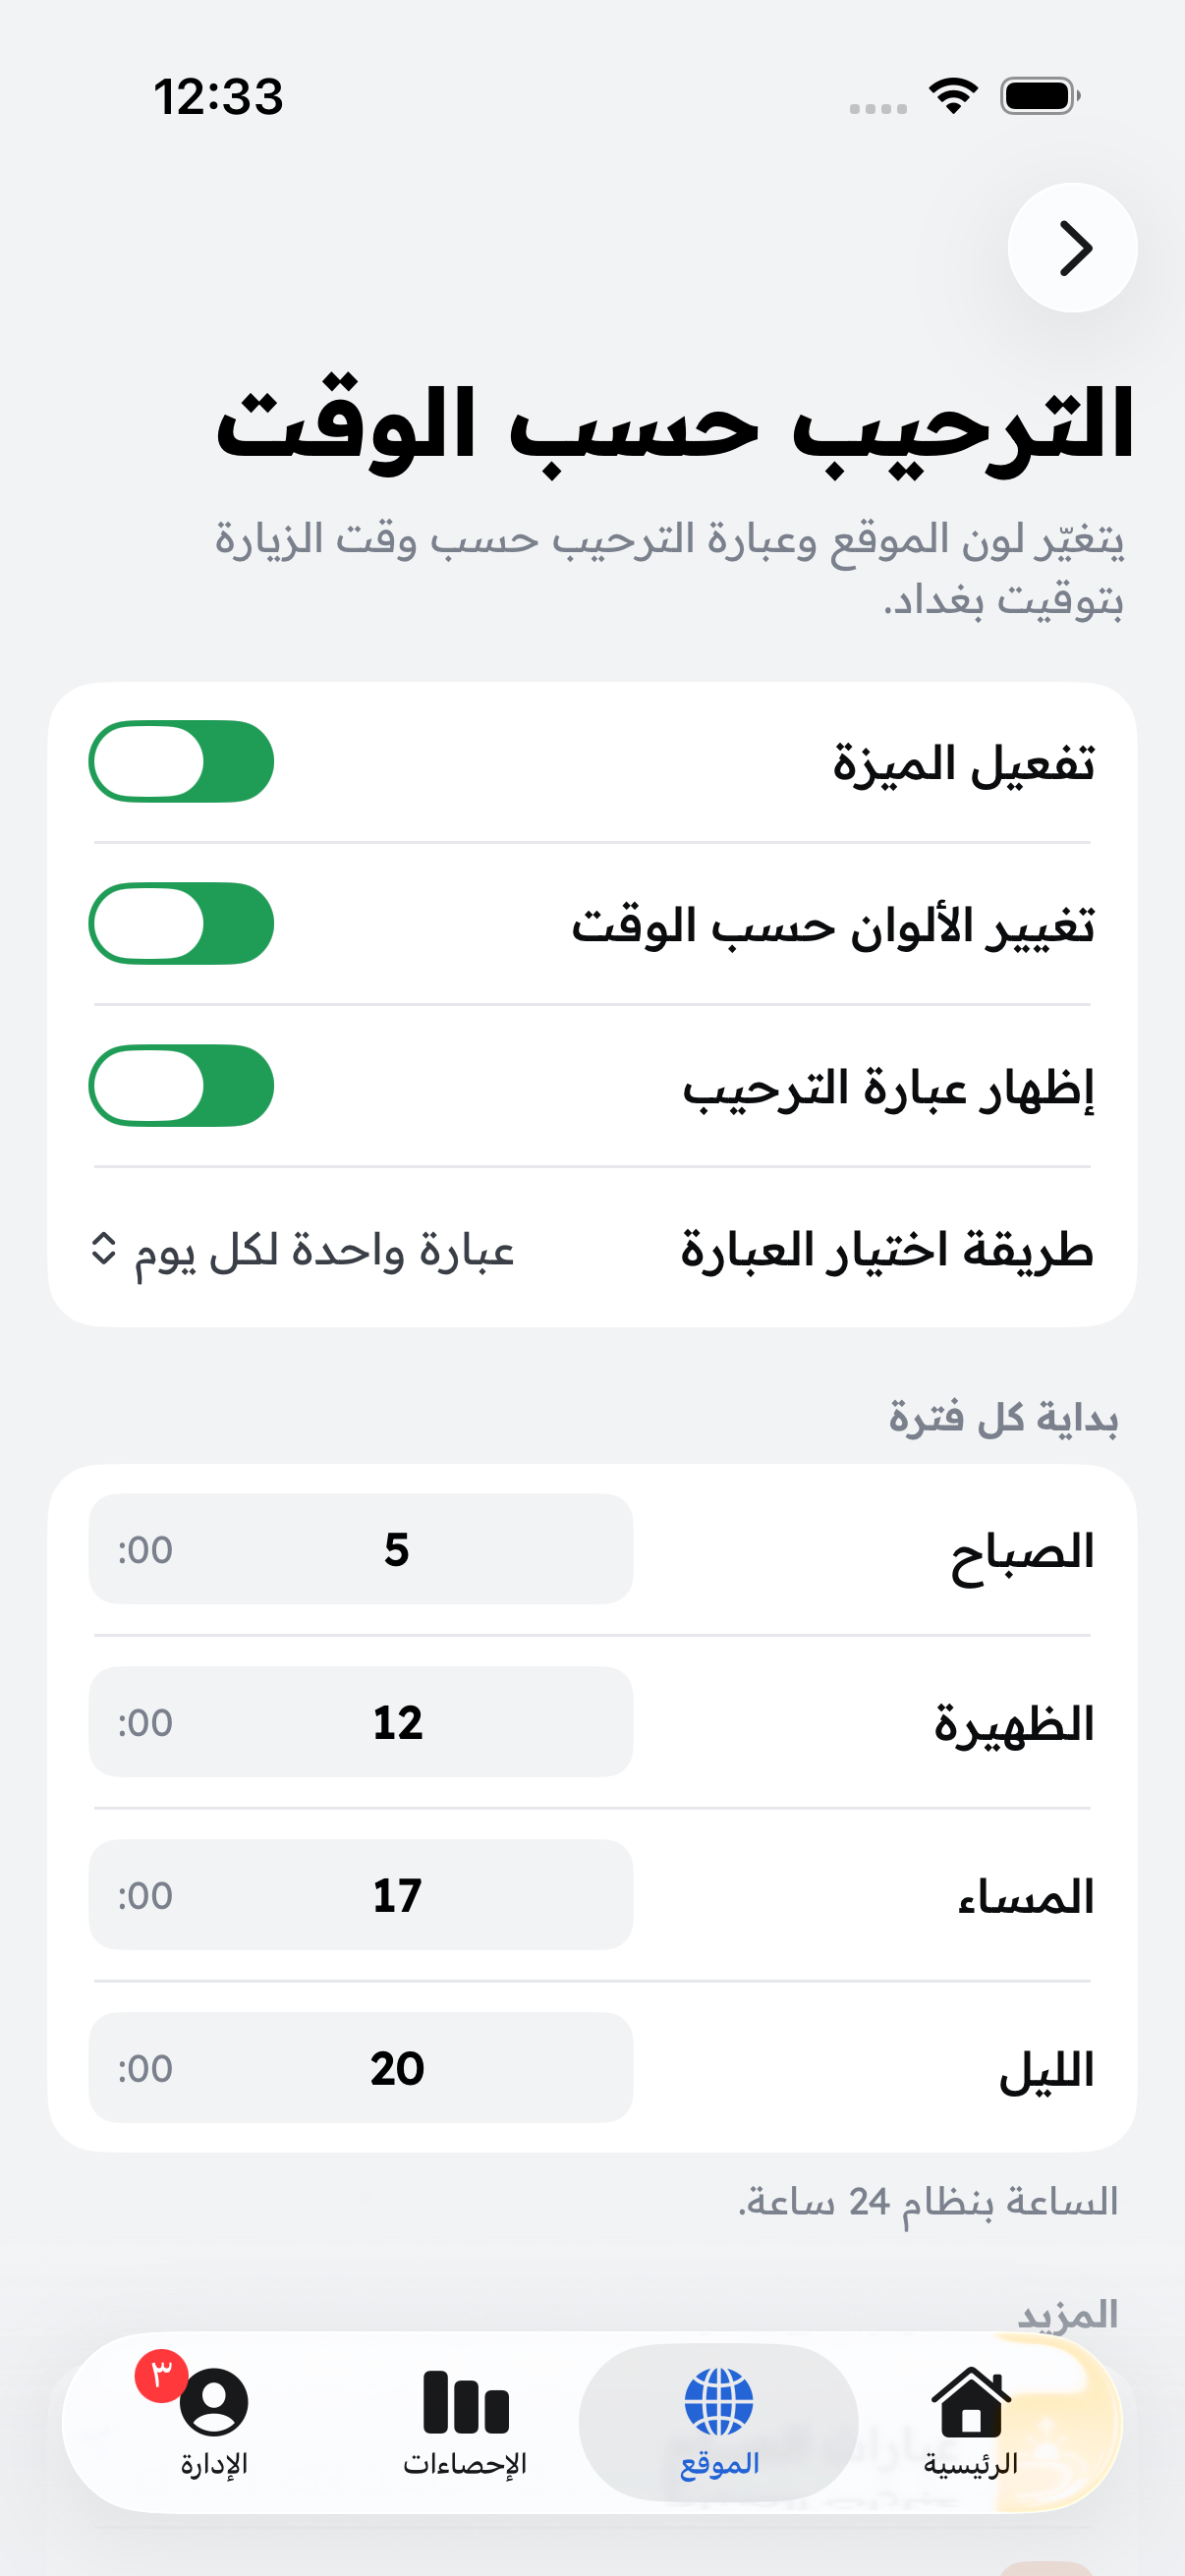 12:33
الترحيب حسب الوقت
يتغيّر لون الموقع وعبارة الترحيب حسب وقت الزيارة
بتوقيت بغداد.
تفعيل الميزة
تغيير الألوان حسب الوقت
إظهار عبارة الترحيب
طريقة اختيار العبارة عبارة واحدة لكل يوم
بداية كل فترة
الصباح 5 :00
الظهيرة 12 :00
المساء 17 :00
الليل 20 :00
الساعة بنظام 24 ساعة.
المزيد
الرئيسية الموقع الإحصاءات الإدارة ٣